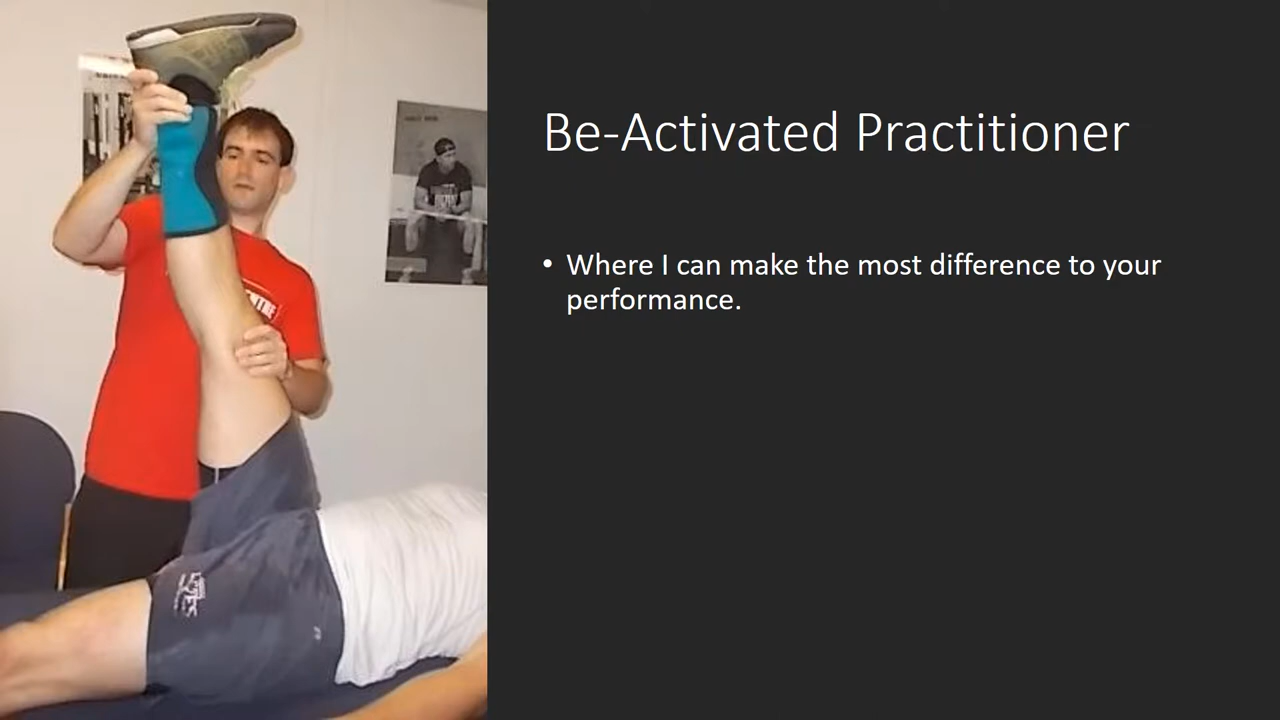 Be-Activated Practitioner
• Where I can make the most difference to your
performance.